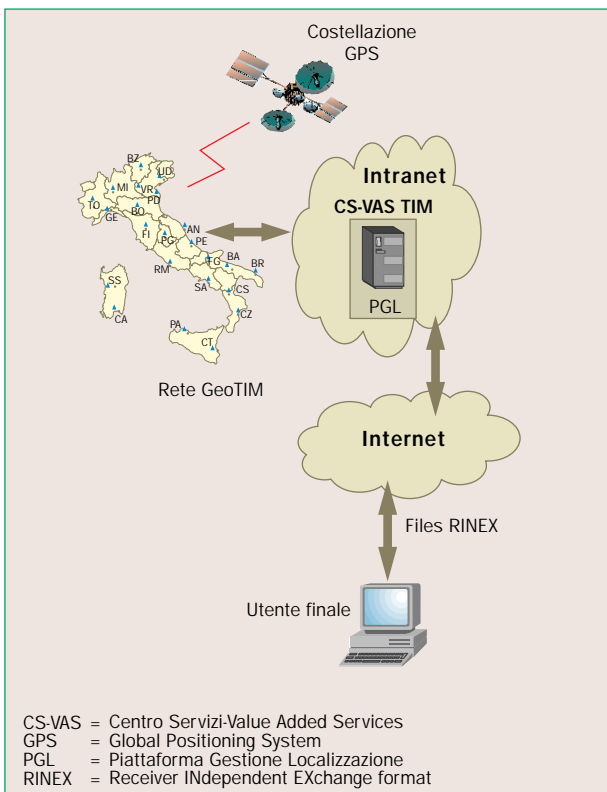 Costellazione
GPS
BZ
UD
MI
VR
TO
PD
BO
GE
FI
AN
PG
PE
RM
FG
BA
BR
SA
CS
SS
CZ
CA
PA
CT
Rete GeoTIM
Intranet
CS-VAS TIM
PGL
Internet
Files RINEX
Utente finale
CS-VAS = Centro Servizi-Value Added Services
GPS = Global Positioning System
PGL = Piattaforma Gestione Localizzazione
RINEX = Receiver INdependent EXchange format